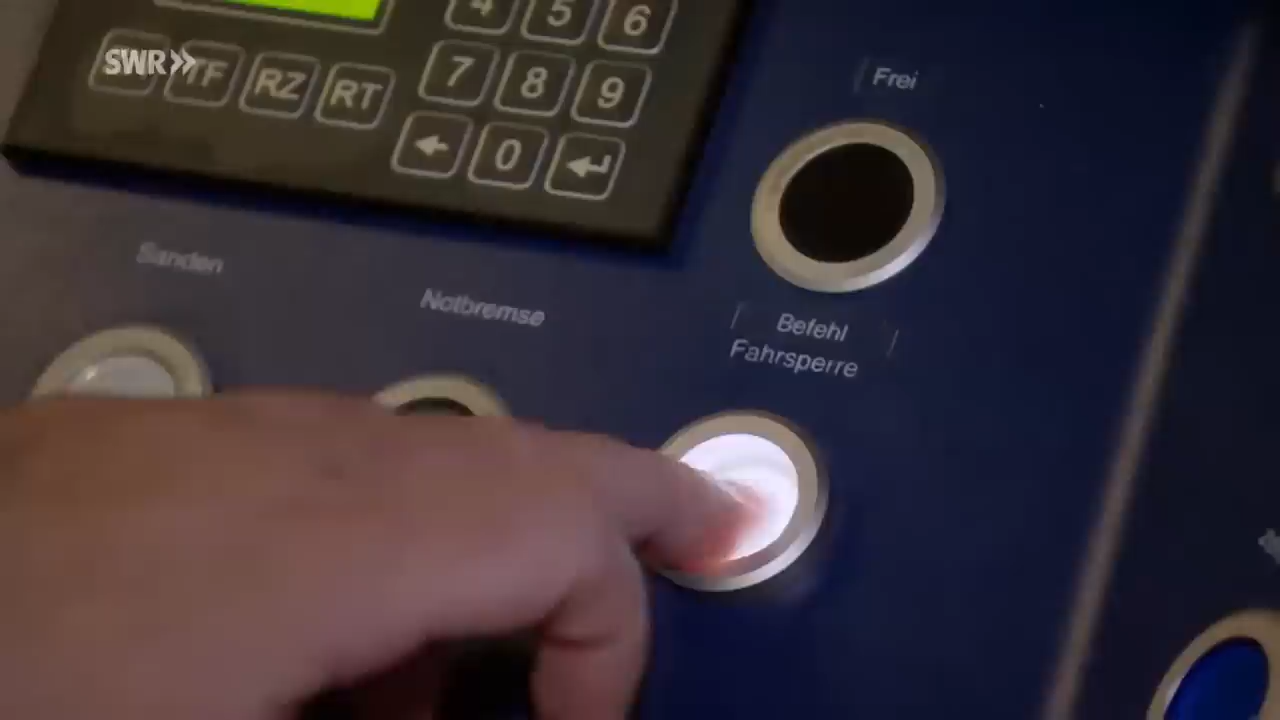 4 5 6
SWR»
TF RZ RT
7 8 9
← 0 ↵
Frei
Sanden
Notbremse
Befehl
Fahrsperre